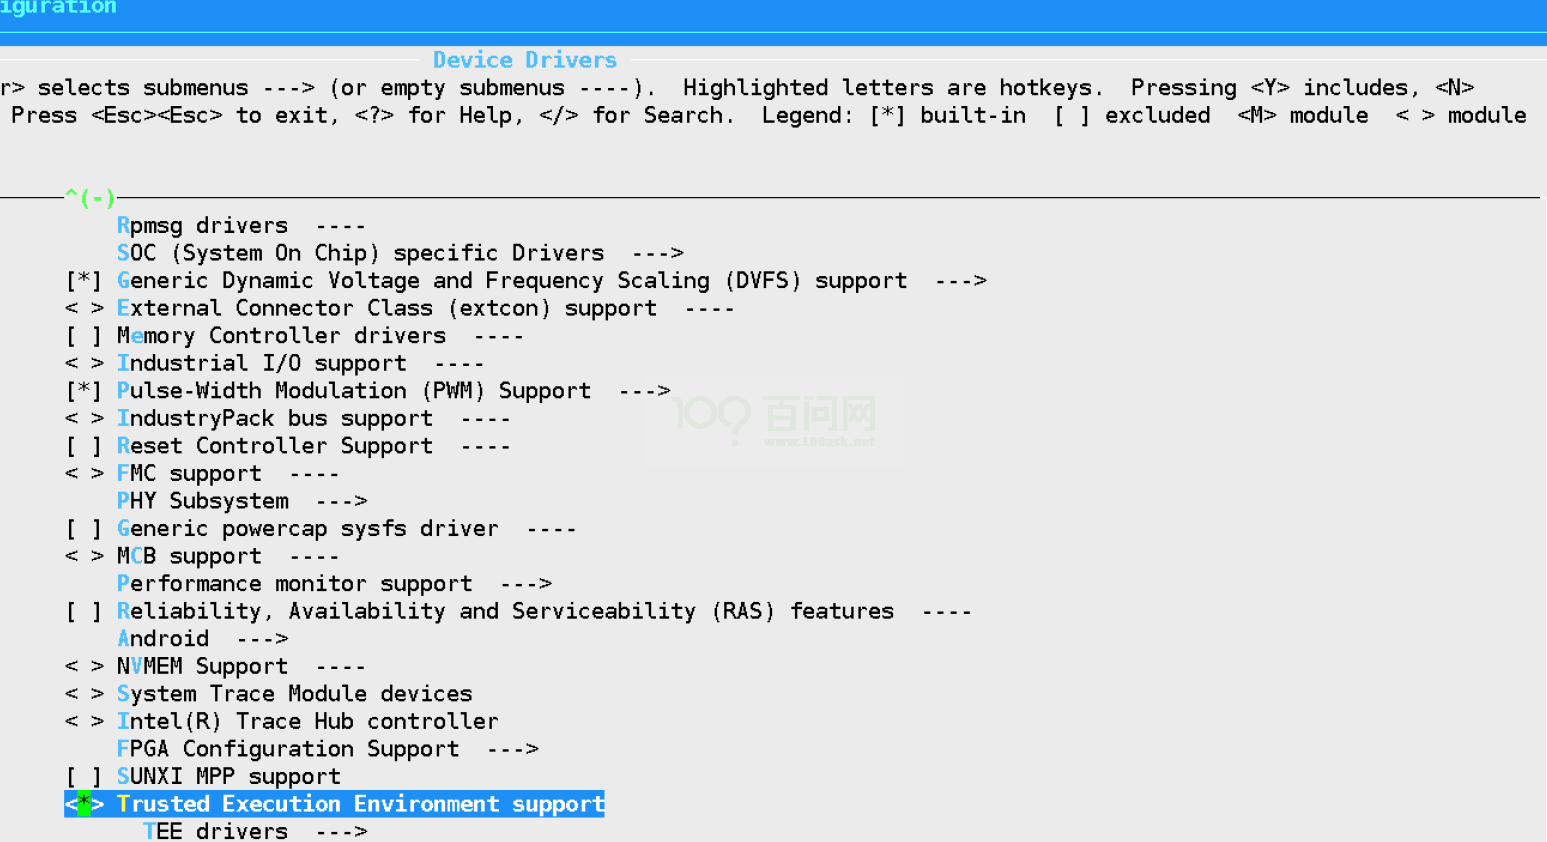 iguration
Device Drivers
r> selects submenus ---> (or empty submenus ----).  Highlighted letters are hotkeys.  Pressing <Y> includes, <N>
Press <Esc><Esc> to exit, <?> for Help, </> for Search.  Legend: [*] built-in  [ ] excluded  <M> module  < > module
^(-)
Rpmsg drivers  ----
SOC (System On Chip) specific Drivers  --->
[*] Generic Dynamic Voltage and Frequency Scaling (DVFS) support  --->
< > External Connector Class (extcon) support  ----
[ ] Memory Controller drivers  ----
< > Industrial I/O support  ----
[*] Pulse-Width Modulation (PWM) Support  --->
< > IndustryPack bus support  ----
[ ] Reset Controller Support  ----
< > FMC support  ----
PHY Subsystem  --->
[ ] Generic powercap sysfs driver  ----
< > MCB support  ----
Performance monitor support  --->
[ ] Reliability, Availability and Serviceability (RAS) features  ----
Android  --->
< > NVMEM Support  ----
< > System Trace Module devices
< > Intel(R) Trace Hub controller
FPGA Configuration Support  --->
[ ] SUNXI MPP support
<*> Trusted Execution Environment support
TEE drivers  --->
百问网
www.100ask.net